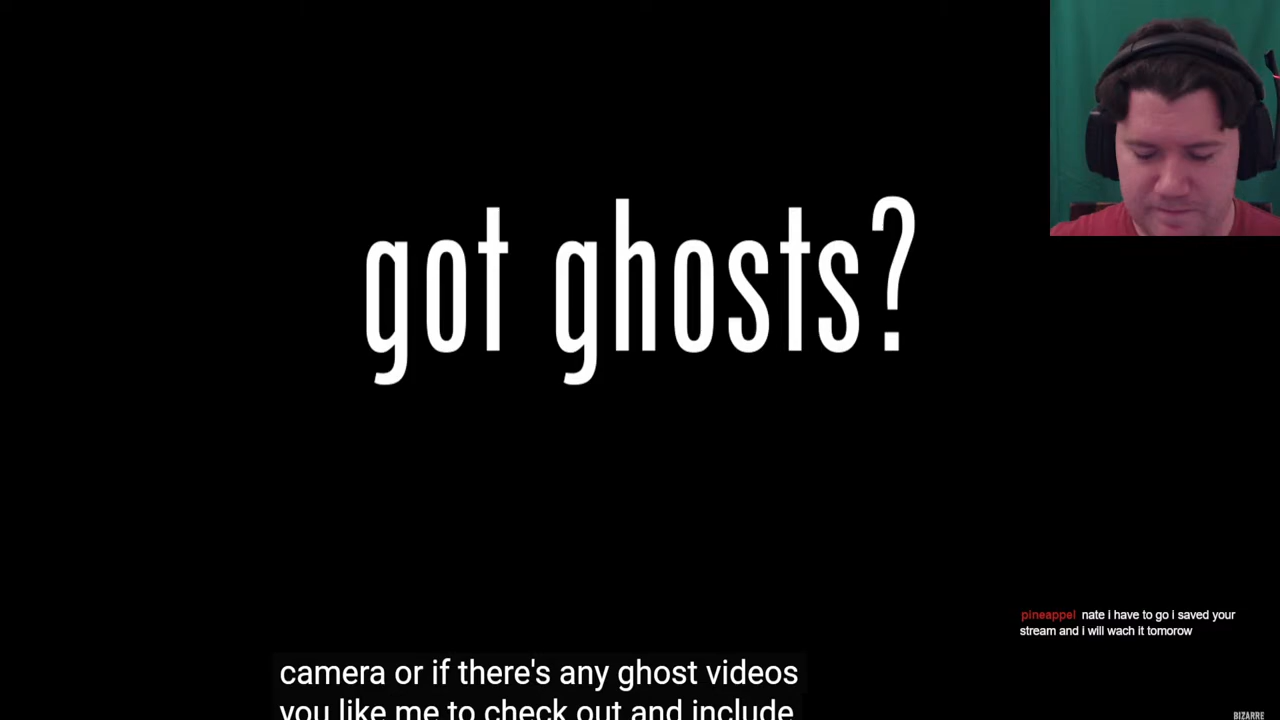 got ghosts?
pineappel nate i have to go i saved your
stream and i will wach it tomorow
camera or if there's any ghost videos
you like me to check out and include
BIZARRE